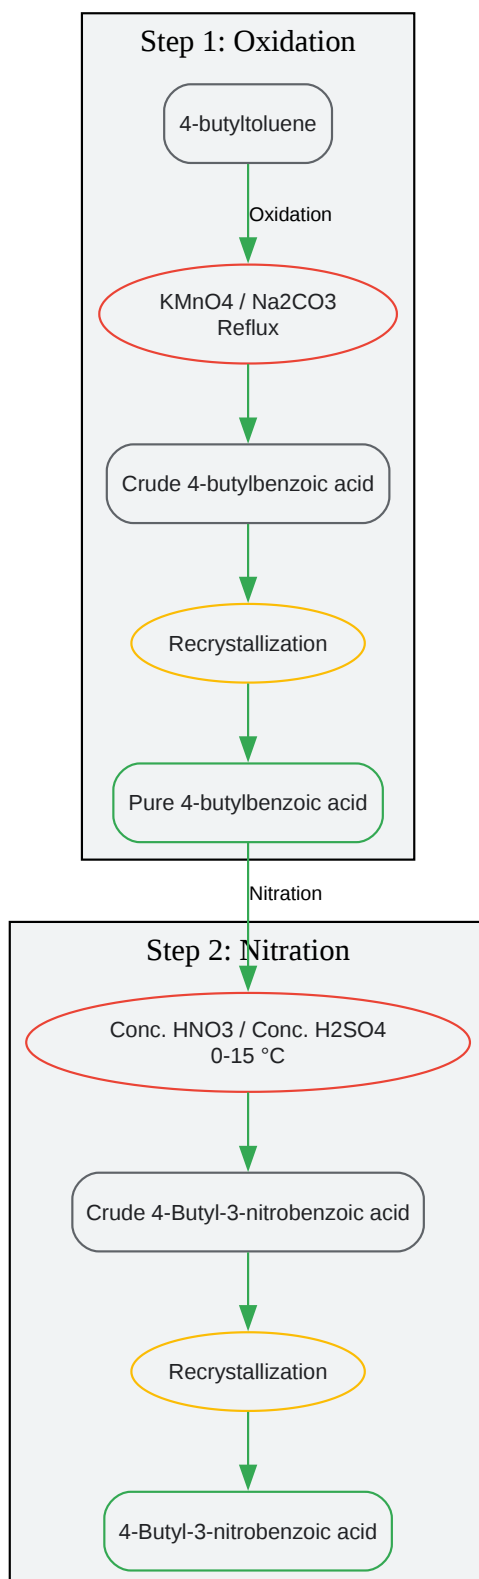 Step 1: Oxidation
4-butyltoluene
Oxidation
KMnO4 / Na2CO3
Reflux
Crude 4-butylbenzoic acid
Recrystallization
Pure 4-butylbenzoic acid
Nitration
Step 2: Nitration
Conc. HNO3 / Conc. H2SO4
0-15 °C
Crude 4-Butyl-3-nitrobenzoic acid
Recrystallization
4-Butyl-3-nitrobenzoic acid